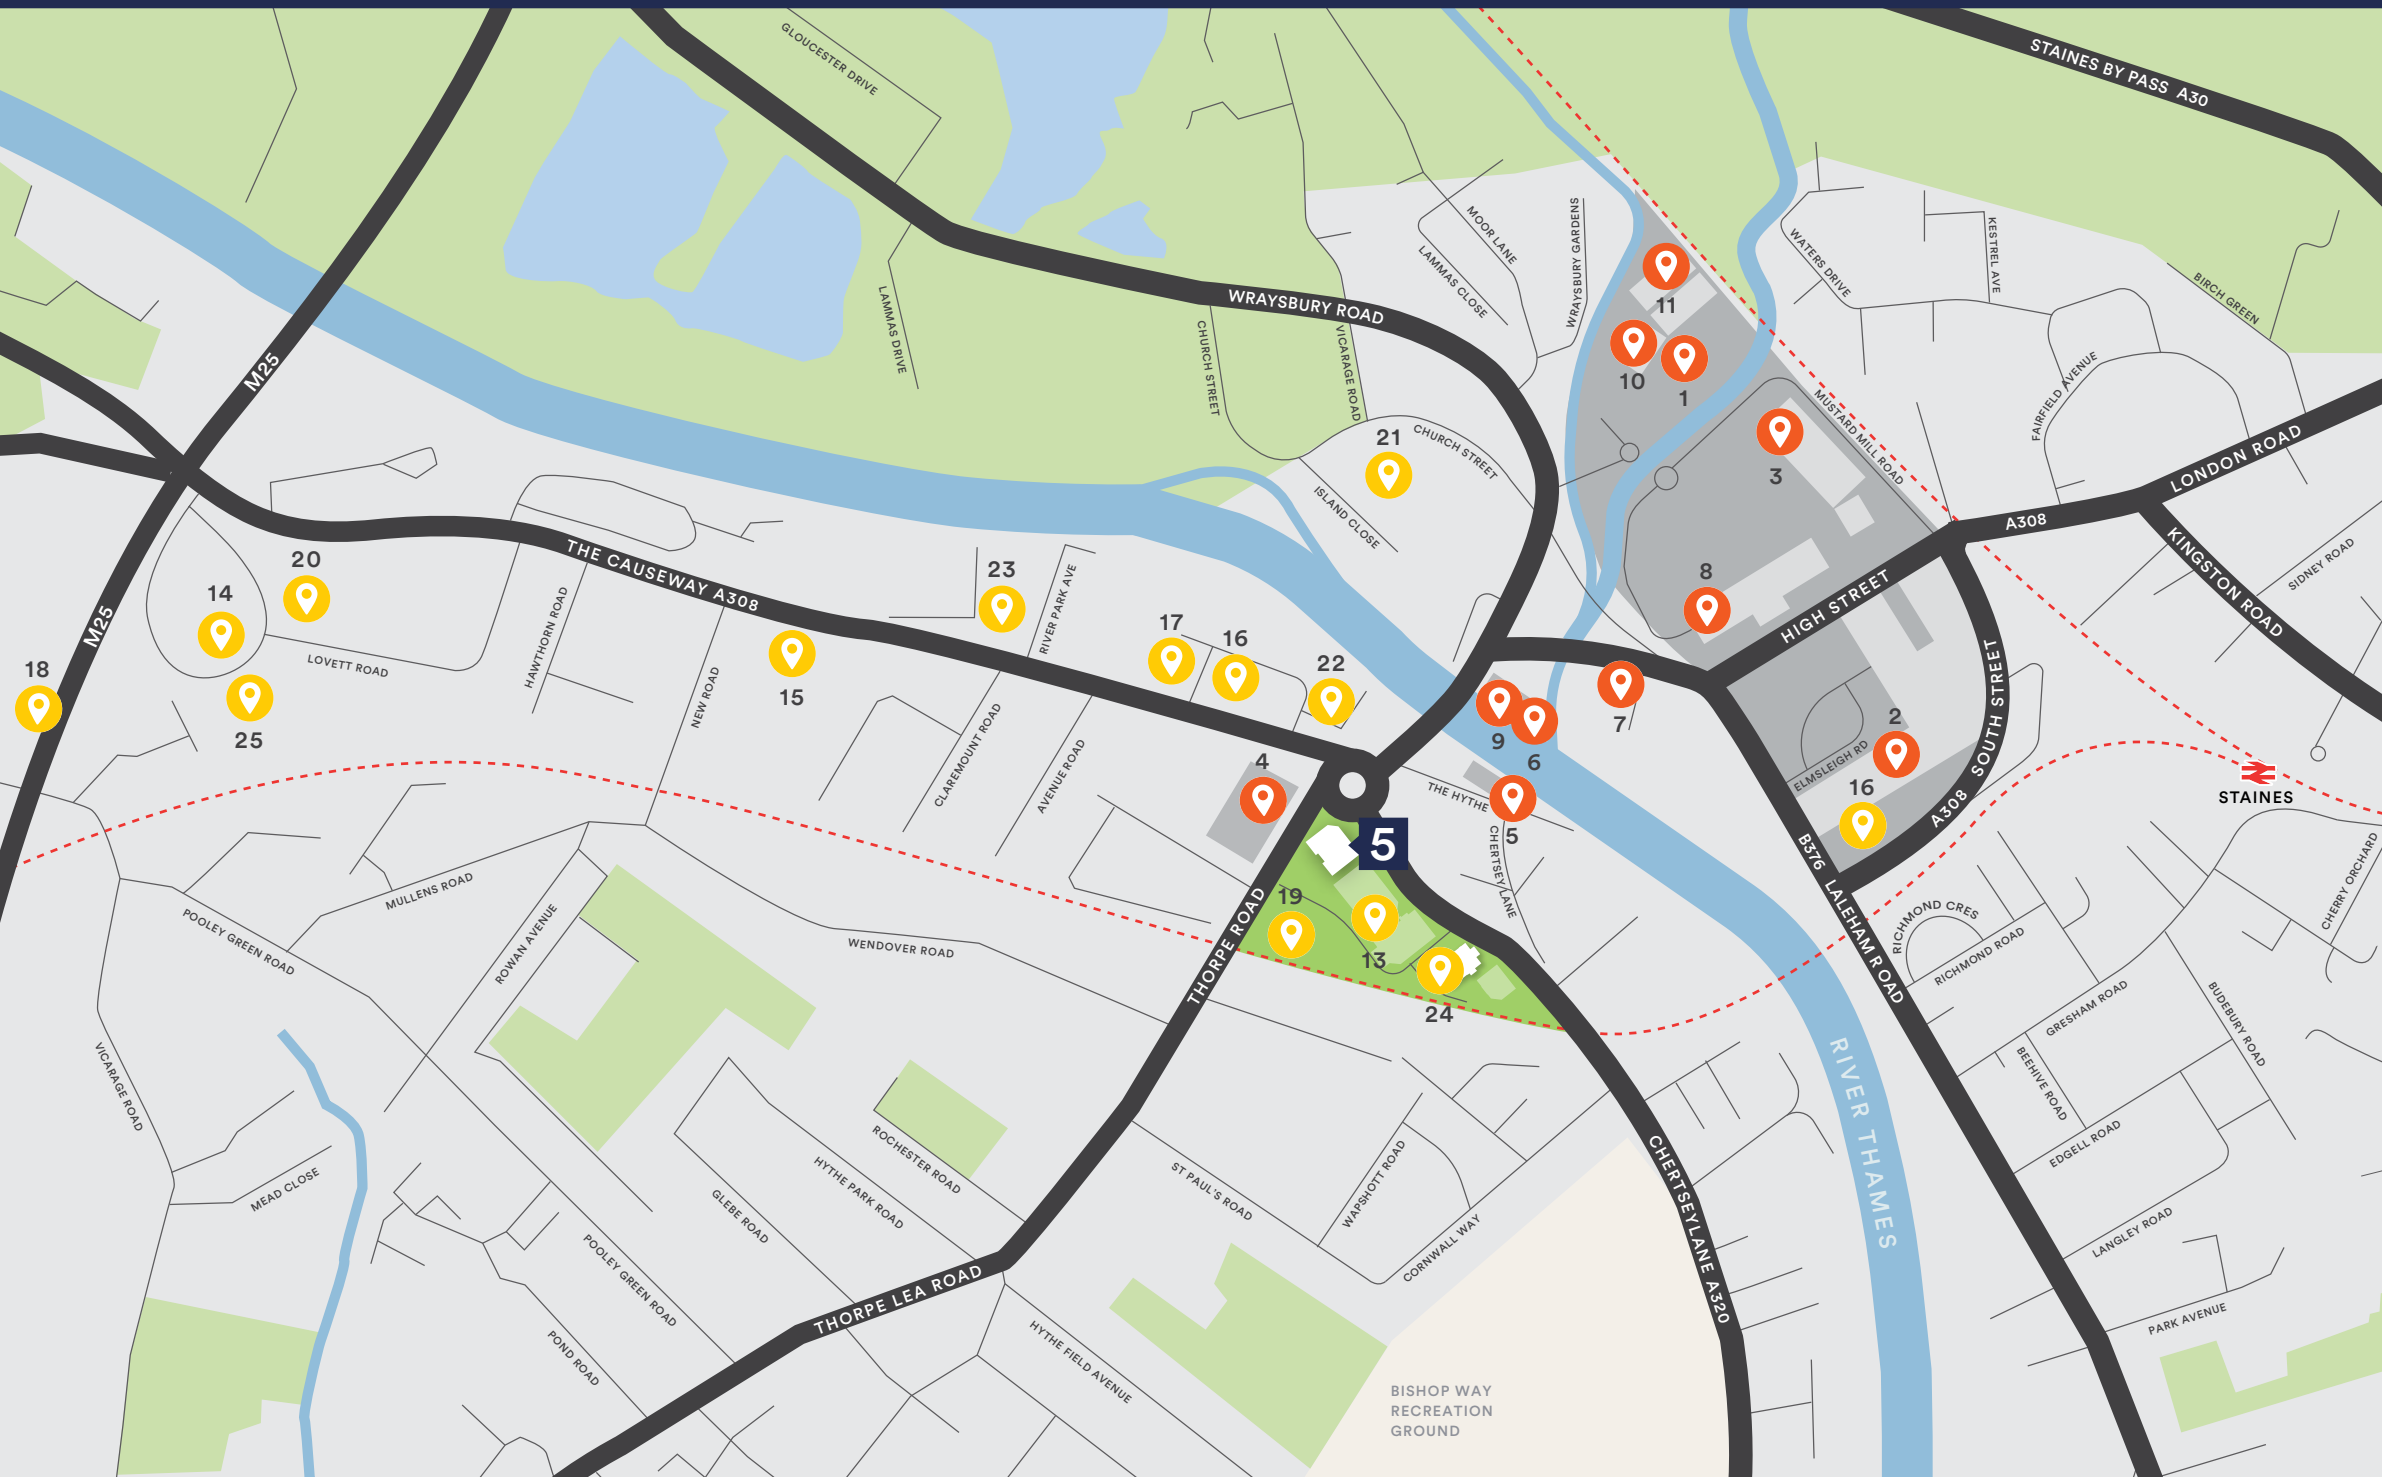 STAINES BY PASS A30
GLOUCESTER DRIVE
MOOR LANE
LAMMAS CLOSE
WRAYSBURY GARDENS
WATERS DRIVE
KESTREL AVE
BIRCH GREEN
11
WRAYSBURY ROAD
LAMMAS DRIVE
CHURCH STREET
VICARAGE ROAD
M25
10
1
MUSTARD MILL ROAD
FAIRFIELD AVENUE
21
CHURCH STREET
3
LONDON ROAD
ISLAND CLOSE
A308
KINGSTON ROAD
SIDNEY ROAD
20
THE CAUSEWAY A308
23
14
HAWTHORN ROAD
RIVER PARK AVE
8
HIGH STREET
M25
LOVETT ROAD
17
16
22
18
25
NEW ROAD
15
CLAREMOUNT ROAD
AVENUE ROAD
7
9
6
2
SOUTH STREET
ELMSLEIGH RD
16
A308
STAINES
4
THE HYTHE
5
5
CHERTSEY LANE
B376
LALEHAM ROAD
MULLENS ROAD
POOLEY GREEN ROAD
ROWAN AVENUE
WENDOVER ROAD
THORPE ROAD
19
13
24
RICHMOND CRES
RICHMOND ROAD
CHERRY ORCHARD
GRESHAM ROAD
BUDEBURY ROAD
VICARAGE ROAD
RIVER THAMES
BEEHIVE ROAD
EDGELL ROAD
MEAD CLOSE
ROCHESTER ROAD
HYTHE PARK ROAD
GLEBE ROAD
ST PAUL'S ROAD
WAPSHOTT ROAD
CORNWALL WAY
CHERTSEY LANE A320
LANGLEY ROAD
POOLEY GREEN ROAD
THORPE LEA ROAD
PARK AVENUE
POND ROAD
HYTHE FIELD AVENUE
BISHOP WAY
RECREATION
GROUND